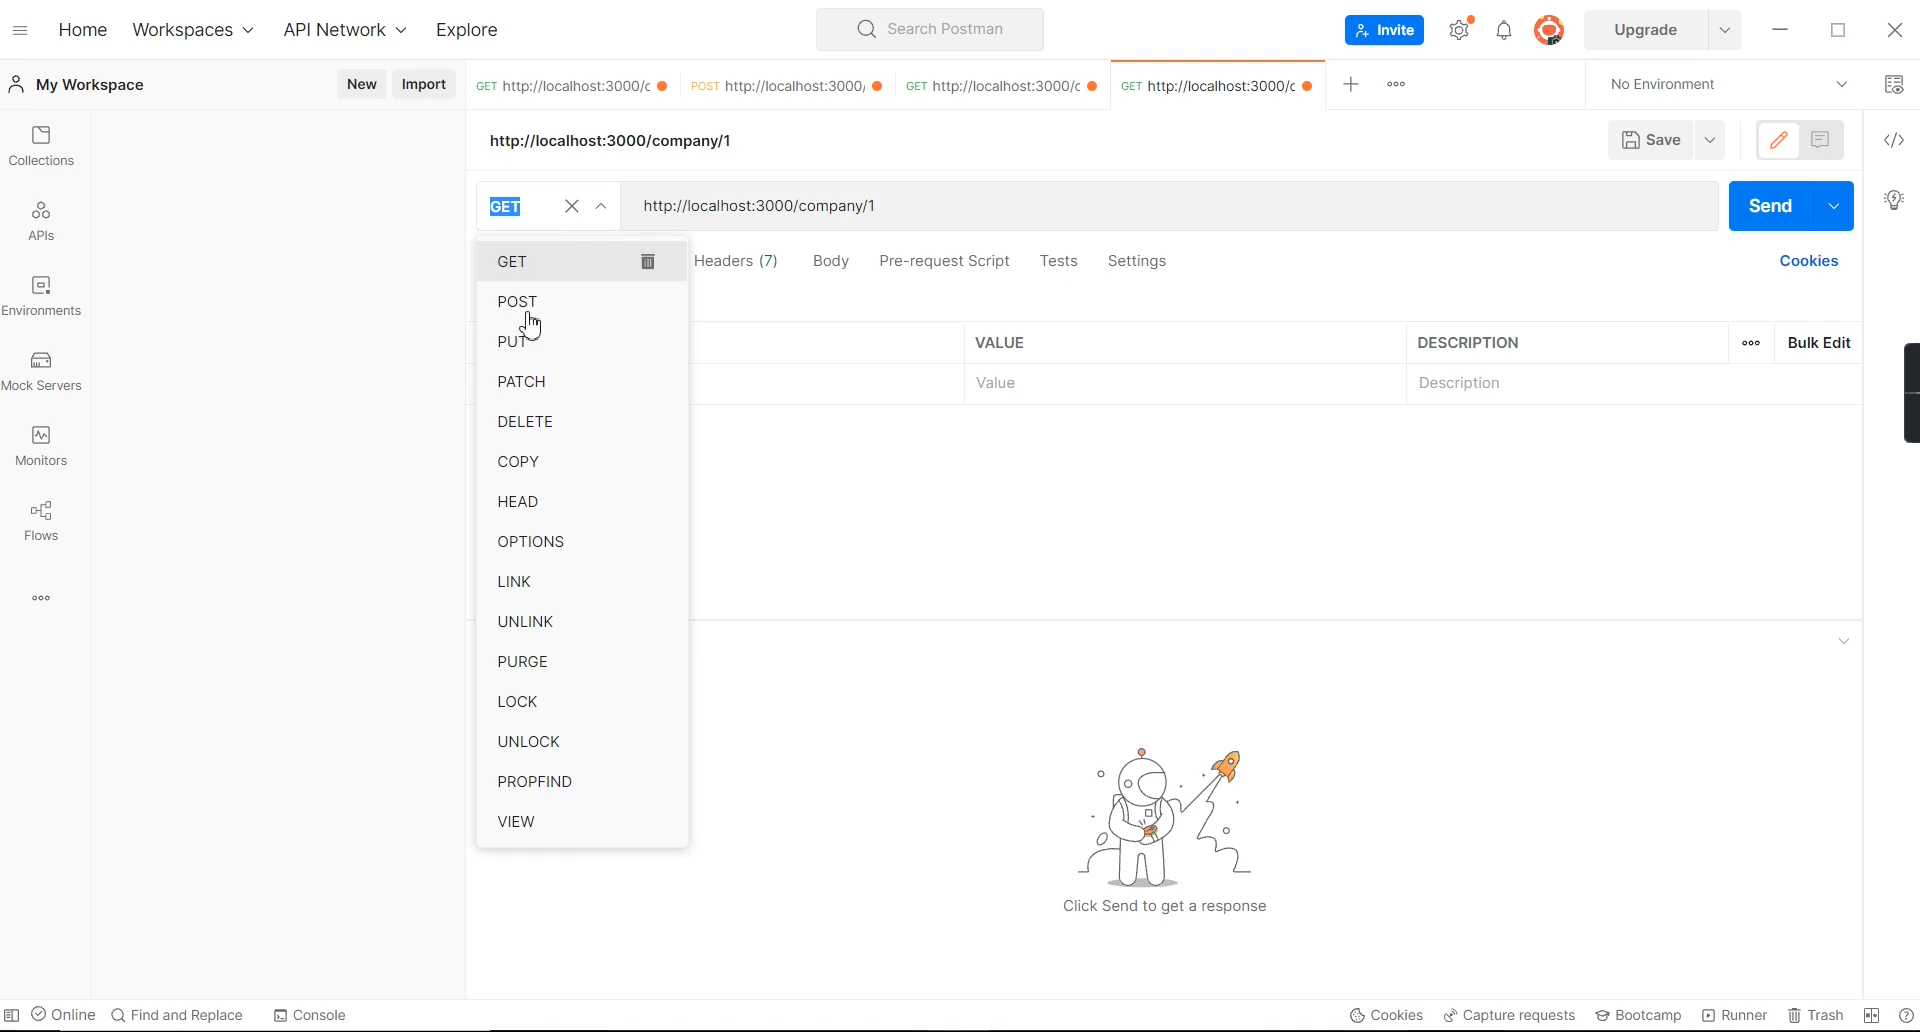 Home Workspaces API Network Explore Search Postman Invite Upgrade
My Workspace New Import GET http://localhost:3000/c POST http://localhost:3000, GET http://localhost:3000/c GET http://localhost:3000/c No Environment
Collections
APIs
Environments
Mock Servers
Monitors
Flows
http://localhost:3000/company/1 Save
GET http://localhost:3000/company/1 Send
Headers (7) Body Pre-request Script Tests Settings Cookies
GET
POST
PUT
PATCH
DELETE
COPY
HEAD
OPTIONS
LINK
UNLINK
PURGE
LOCK
UNLOCK
PROPFIND
VIEW
VALUE DESCRIPTION Bulk Edit
Value Description
Click Send to get a response
Online Find and Replace Console Cookies Capture requests Bootcamp Runner Trash